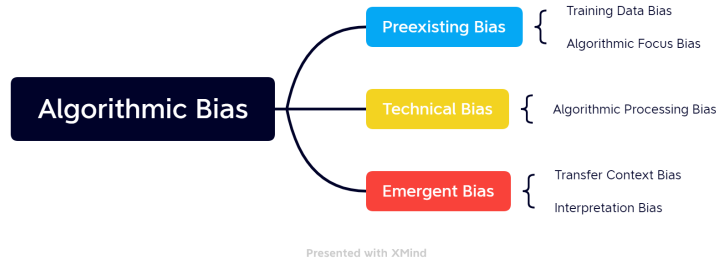 Algorithmic Bias
Preexisting Bias
Training Data Bias
Algorithmic Focus Bias
Technical Bias
Algorithmic Processing Bias
Emergent Bias
Transfer Context Bias
Interpretation Bias
Presented with XMind